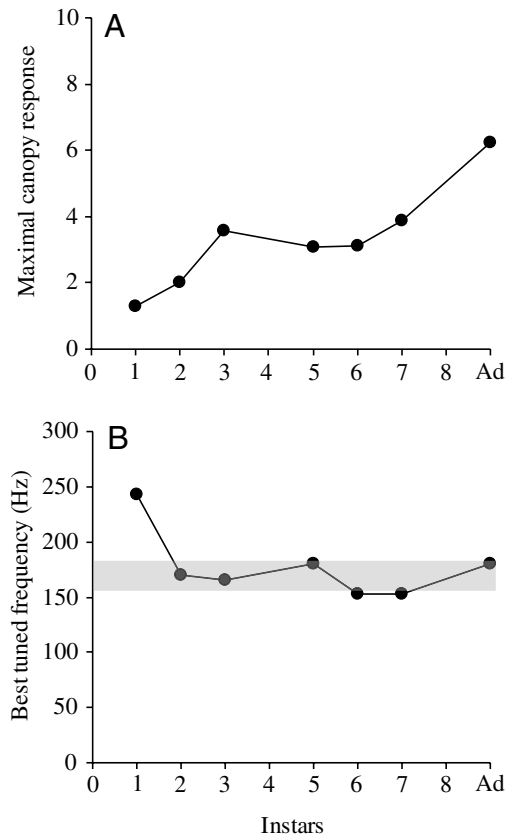 A
Maximal canopy response
10
8
6
4
2
0
0 1 2 3 4 5 6 7 8 Ad
B
Best tuned frequency (Hz)
300
250
200
150
100
50
0
0 1 2 3 4 5 6 7 8 Ad
Instars